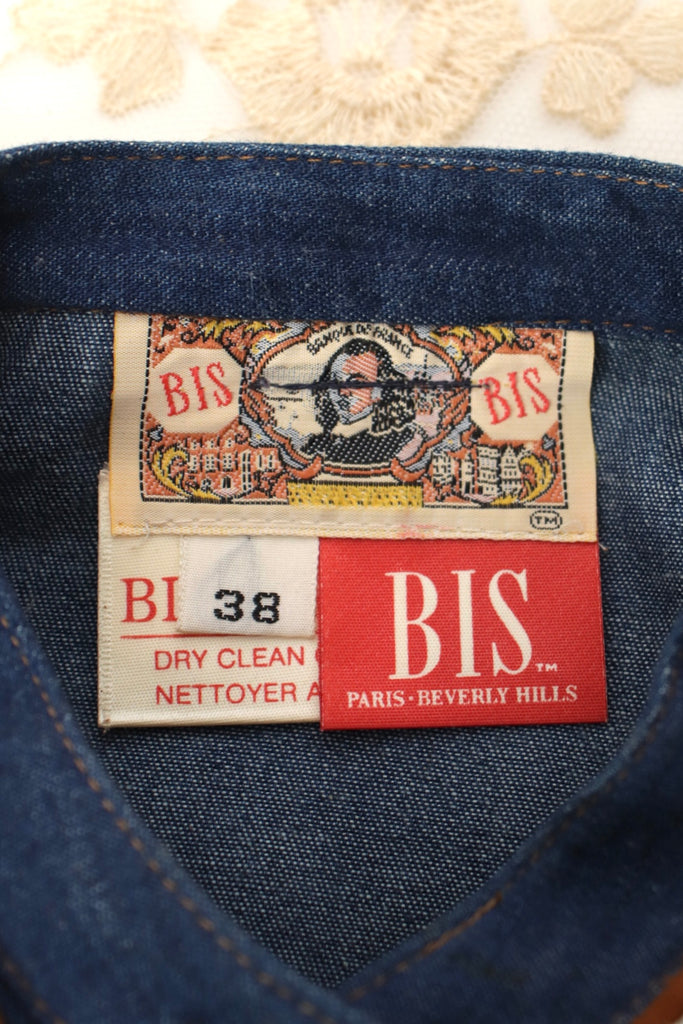 BANQUE DE FRANCE
BIS
BIS
TM
BI
38
DRY CLEAN
NETTOYER A
BIS
TM
PARIS · BEVERLY HILLS